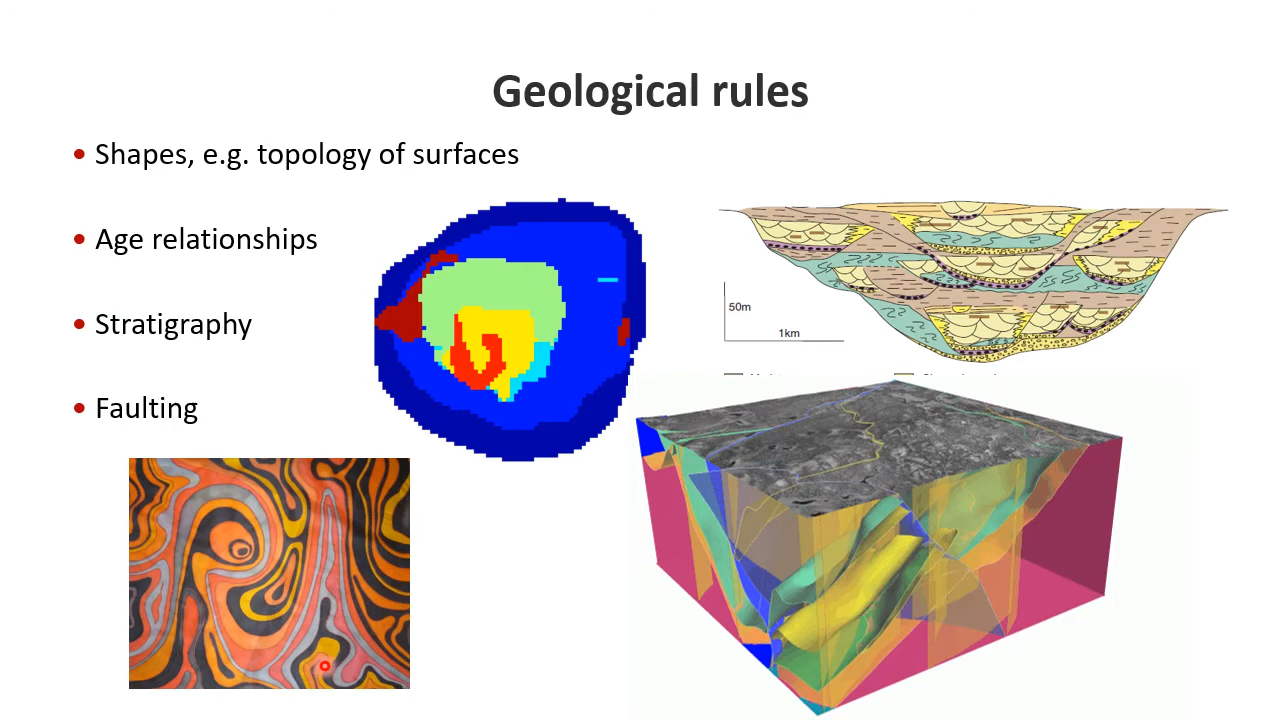 Geological rules
• Shapes, e.g. topology of surfaces
• Age relationships
• Stratigraphy
• Faulting
50m
1km